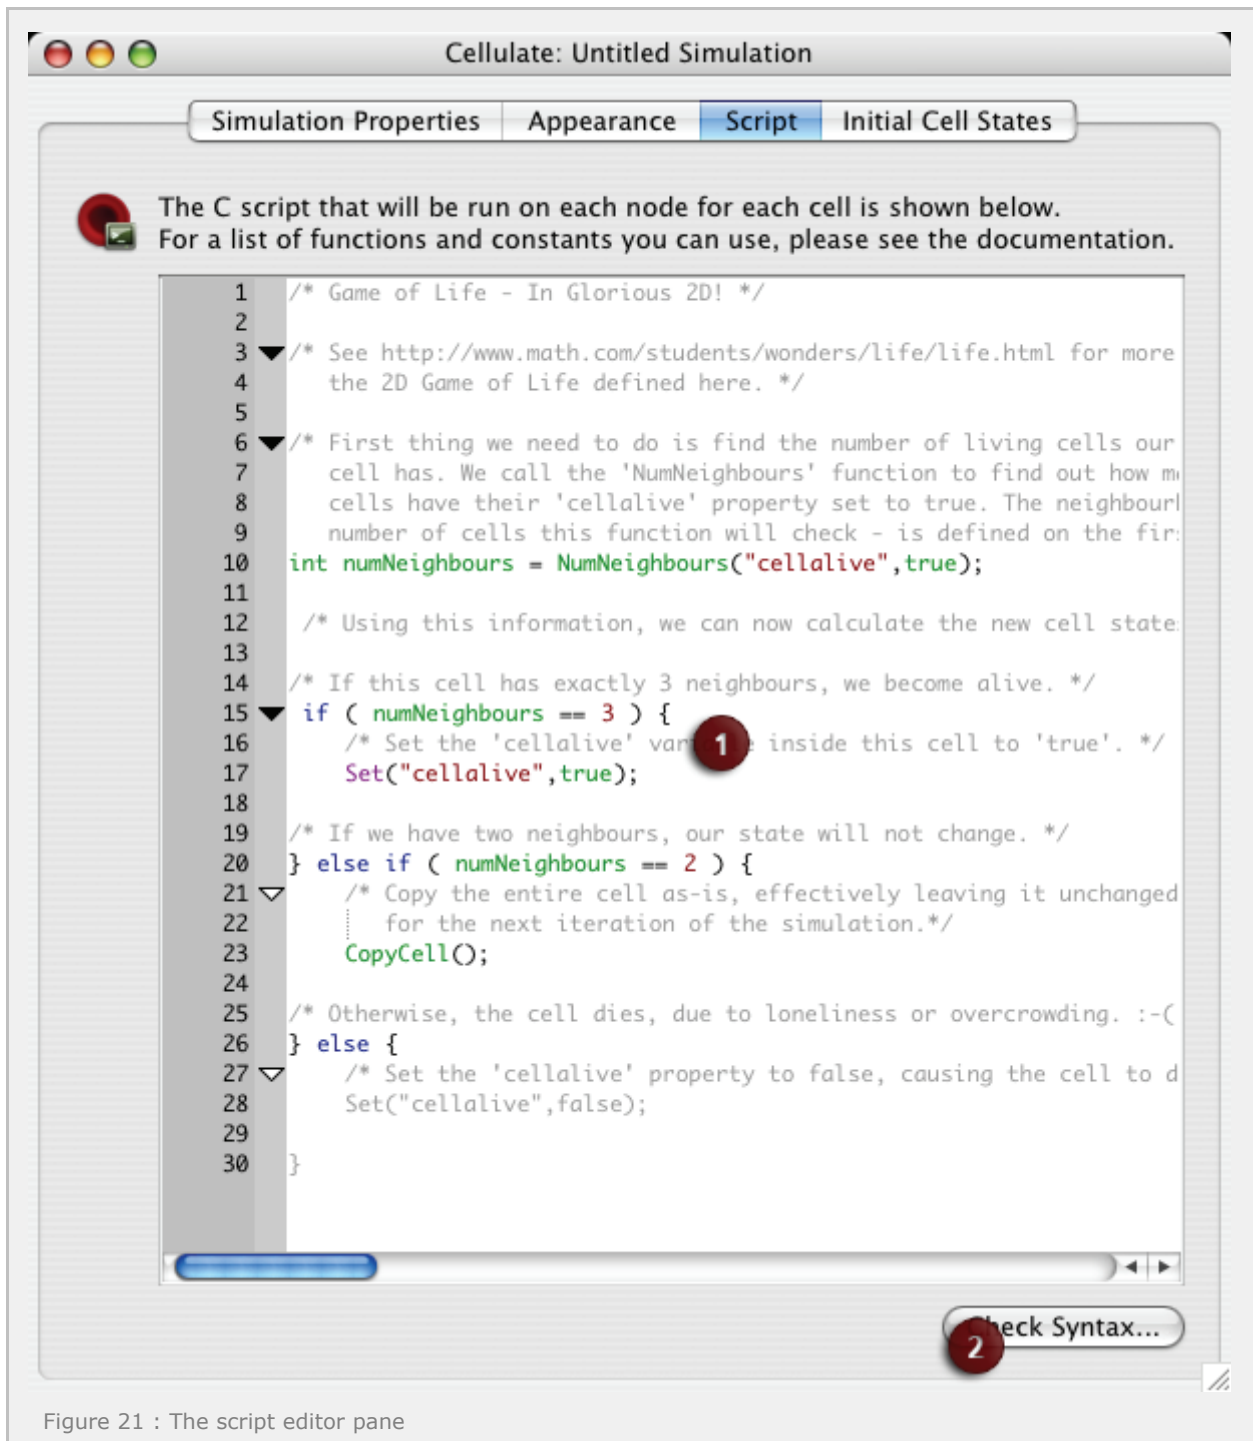 Cellulate: Untitled Simulation
Simulation Properties Appearance Script Initial Cell States
The C script that will be run on each node for each cell is shown below.
For a list of functions and constants you can use, please see the documentation.
1 /* Game of Life - In Glorious 2D! */
2
3 /* See http://www.math.com/students/wonders/life/life.html for more
4 the 2D Game of Life defined here. */
5
6 /* First thing we need to do is find the number of living cells our
7 cell has. We call the 'NumNeighbours' function to find out how
8 cells have their 'cellalive' property set to true. The
9 number of cells this function will check - is defined on the
10 int numNeighbours = NumNeighbours("cellalive",true);
11
12 /* Using this information, we can now calculate the new cell state
13
14 /* If this cell has exactly 3 neighbours, we become alive. */
15 if ( numNeighbours == 3 ) {
16 /* Set the 'cellalive' inside this cell to 'true'. */
1
17 Set("cellalive",true);
18
19 /* If we have two neighbours, our state will not change. */
20 } else if ( numNeighbours == 2 ) {
21 /* Copy the entire cell as-is, effectively leaving it unchanged
22 for the next iteration of the simulation.*/
23 CopyCell();
24
25 /* Otherwise, the cell dies, due to loneliness or overcrowding. :-(
26 } else {
27 /* Set the 'cellalive' property to false, causing the cell to d
28 Set("cellalive",false);
29
30 }
Check Syntax...
2
Figure 21 : The script editor pane